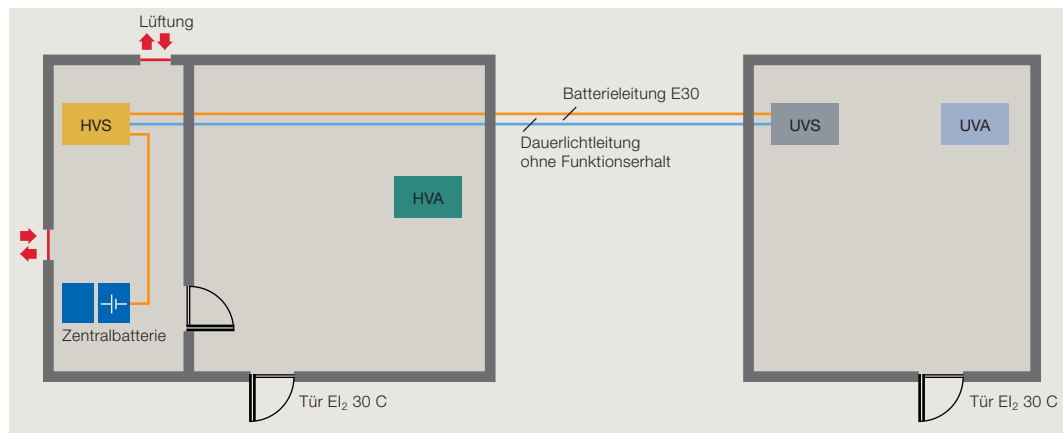 Lüftung
Batterieleitung E30
HVS
UVS
UVA
Dauerlichtleitung
ohne Funktionserhalt
HVA
Zentralbatterie
Tür EI₂ 30 C
Tür EI₂ 30 C